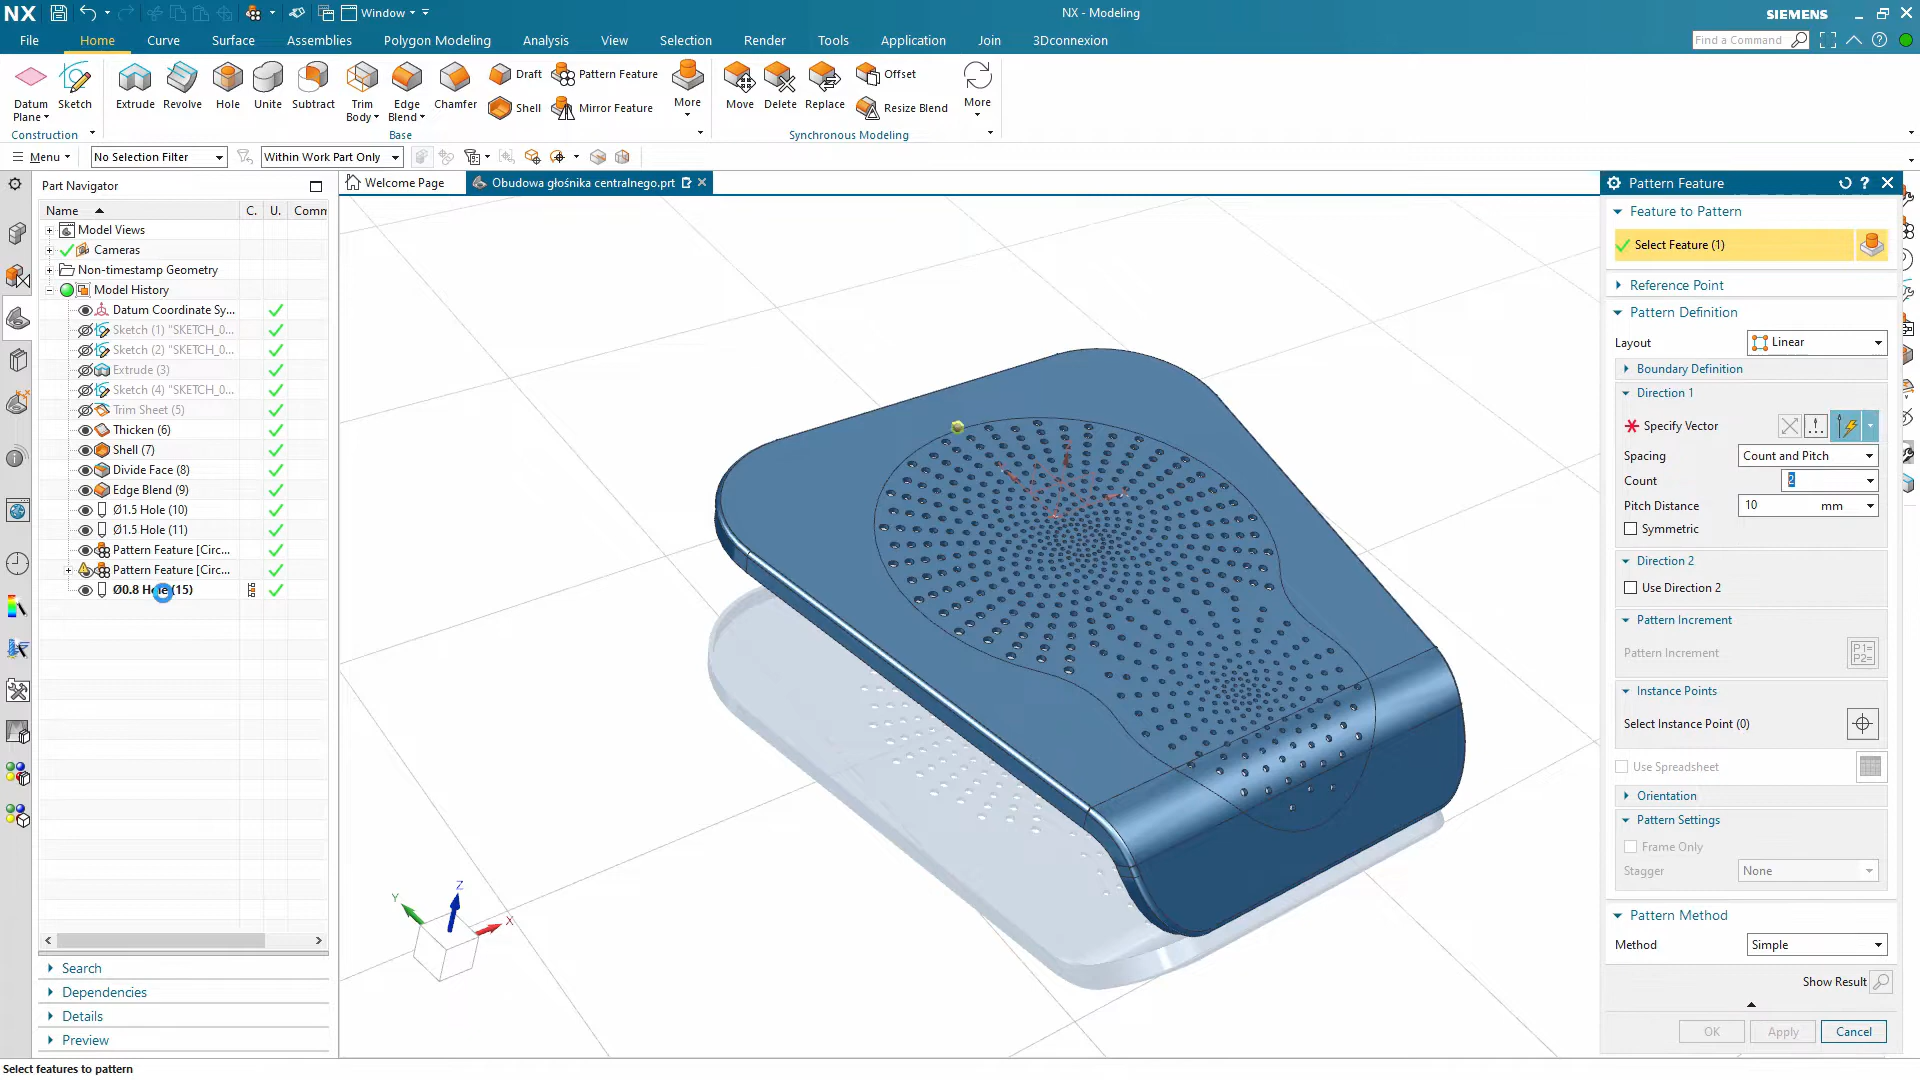 NX
Window
NX - Modeling
SIEMENS
File
Home
Curve
Surface
Assemblies
Polygon Modeling
Analysis
View
Selection
Render
Tools
Application
Join
3Dconnexion
Find a Command
Datum Plane
Sketch
Extrude
Revolve
Hole
Unite
Subtract
Trim Body
Edge Blend
Chamfer
Draft
Shell
Pattern Feature
Mirror Feature
More
Move
Delete
Replace
Offset
Resize Blend
More
Construction
Base
Synchronous Modeling
Menu
No Selection Filter
Within Work Part Only
Part Navigator
Welcome Page
Obudowa głośnika centralnego.prt
Name
C.
U.
Comm
Model Views
Cameras
Non-timestamp Geometry
Model History
Datum Coordinate Sy...
Sketch (1) "SKETCH_0...
Sketch (2) "SKETCH_0...
Extrude (3)
Sketch (4) "SKETCH_0...
Trim Sheet (5)
Thicken (6)
Shell (7)
Divide Face (8)
Edge Blend (9)
Ø1.5 Hole (10)
Ø1.5 Hole (11)
Pattern Feature [Circ...
Pattern Feature [Circ...
Ø0.8 Hole (15)
Search
Dependencies
Details
Preview
Select features to pattern
Z
Y
X
Pattern Feature
Feature to Pattern
Select Feature (1)
Reference Point
Pattern Definition
Layout
Linear
Boundary Definition
Direction 1
Specify Vector
Spacing
Count and Pitch
Count
2
Pitch Distance
10
mm
Symmetric
Direction 2
Use Direction 2
Pattern Increment
Pattern Increment
P1=
P2=
Instance Points
Select Instance Point (0)
Use Spreadsheet
Orientation
Pattern Settings
Frame Only
Stagger
None
Pattern Method
Method
Simple
Show Result
OK
Apply
Cancel